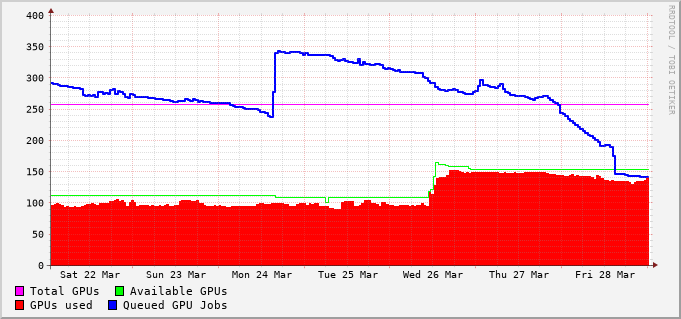 400
350
300
250
200
150
100
50
0
Sat 22 Mar Sun 23 Mar Mon 24 Mar Tue 25 Mar Wed 26 Mar Thu 27 Mar Fri 28 Mar
Total GPUs Available GPUs
GPUs used Queued GPU Jobs
RRDTOOL / TOBI OETIKER